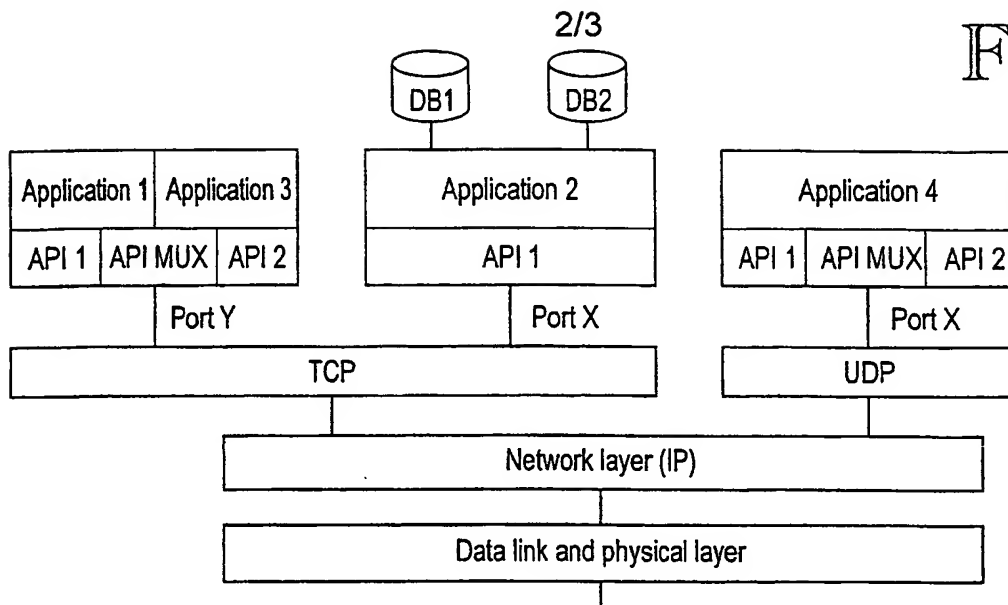 2/3
F
DB1
DB2
Application 1
Application 3
Application 2
Application 4
API 1
API MUX
API 2
API 1
API 1
API MUX
API 2
Port Y
Port X
Port X
TCP
UDP
Network layer (IP)
Data link and physical layer